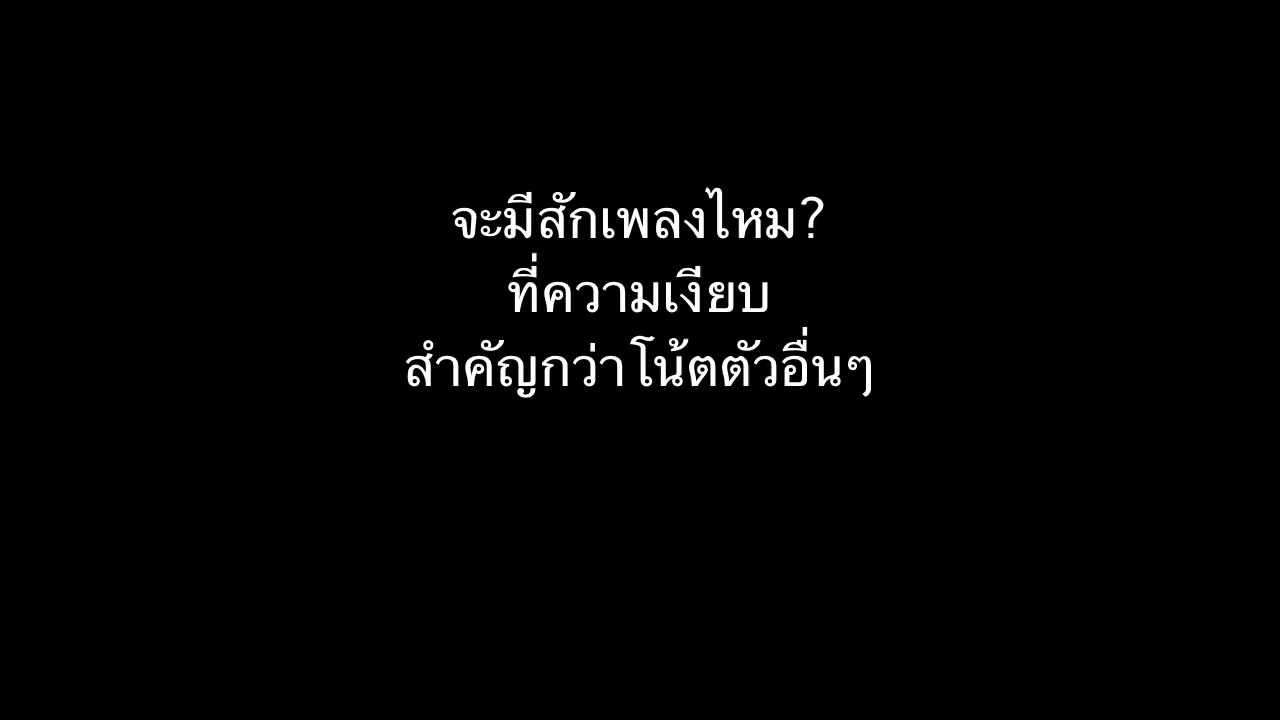 จะมีสักเพลงไหม?
ที่ความเงียบ
สำคัญกว่าโน้ตตัวอื่นๆ